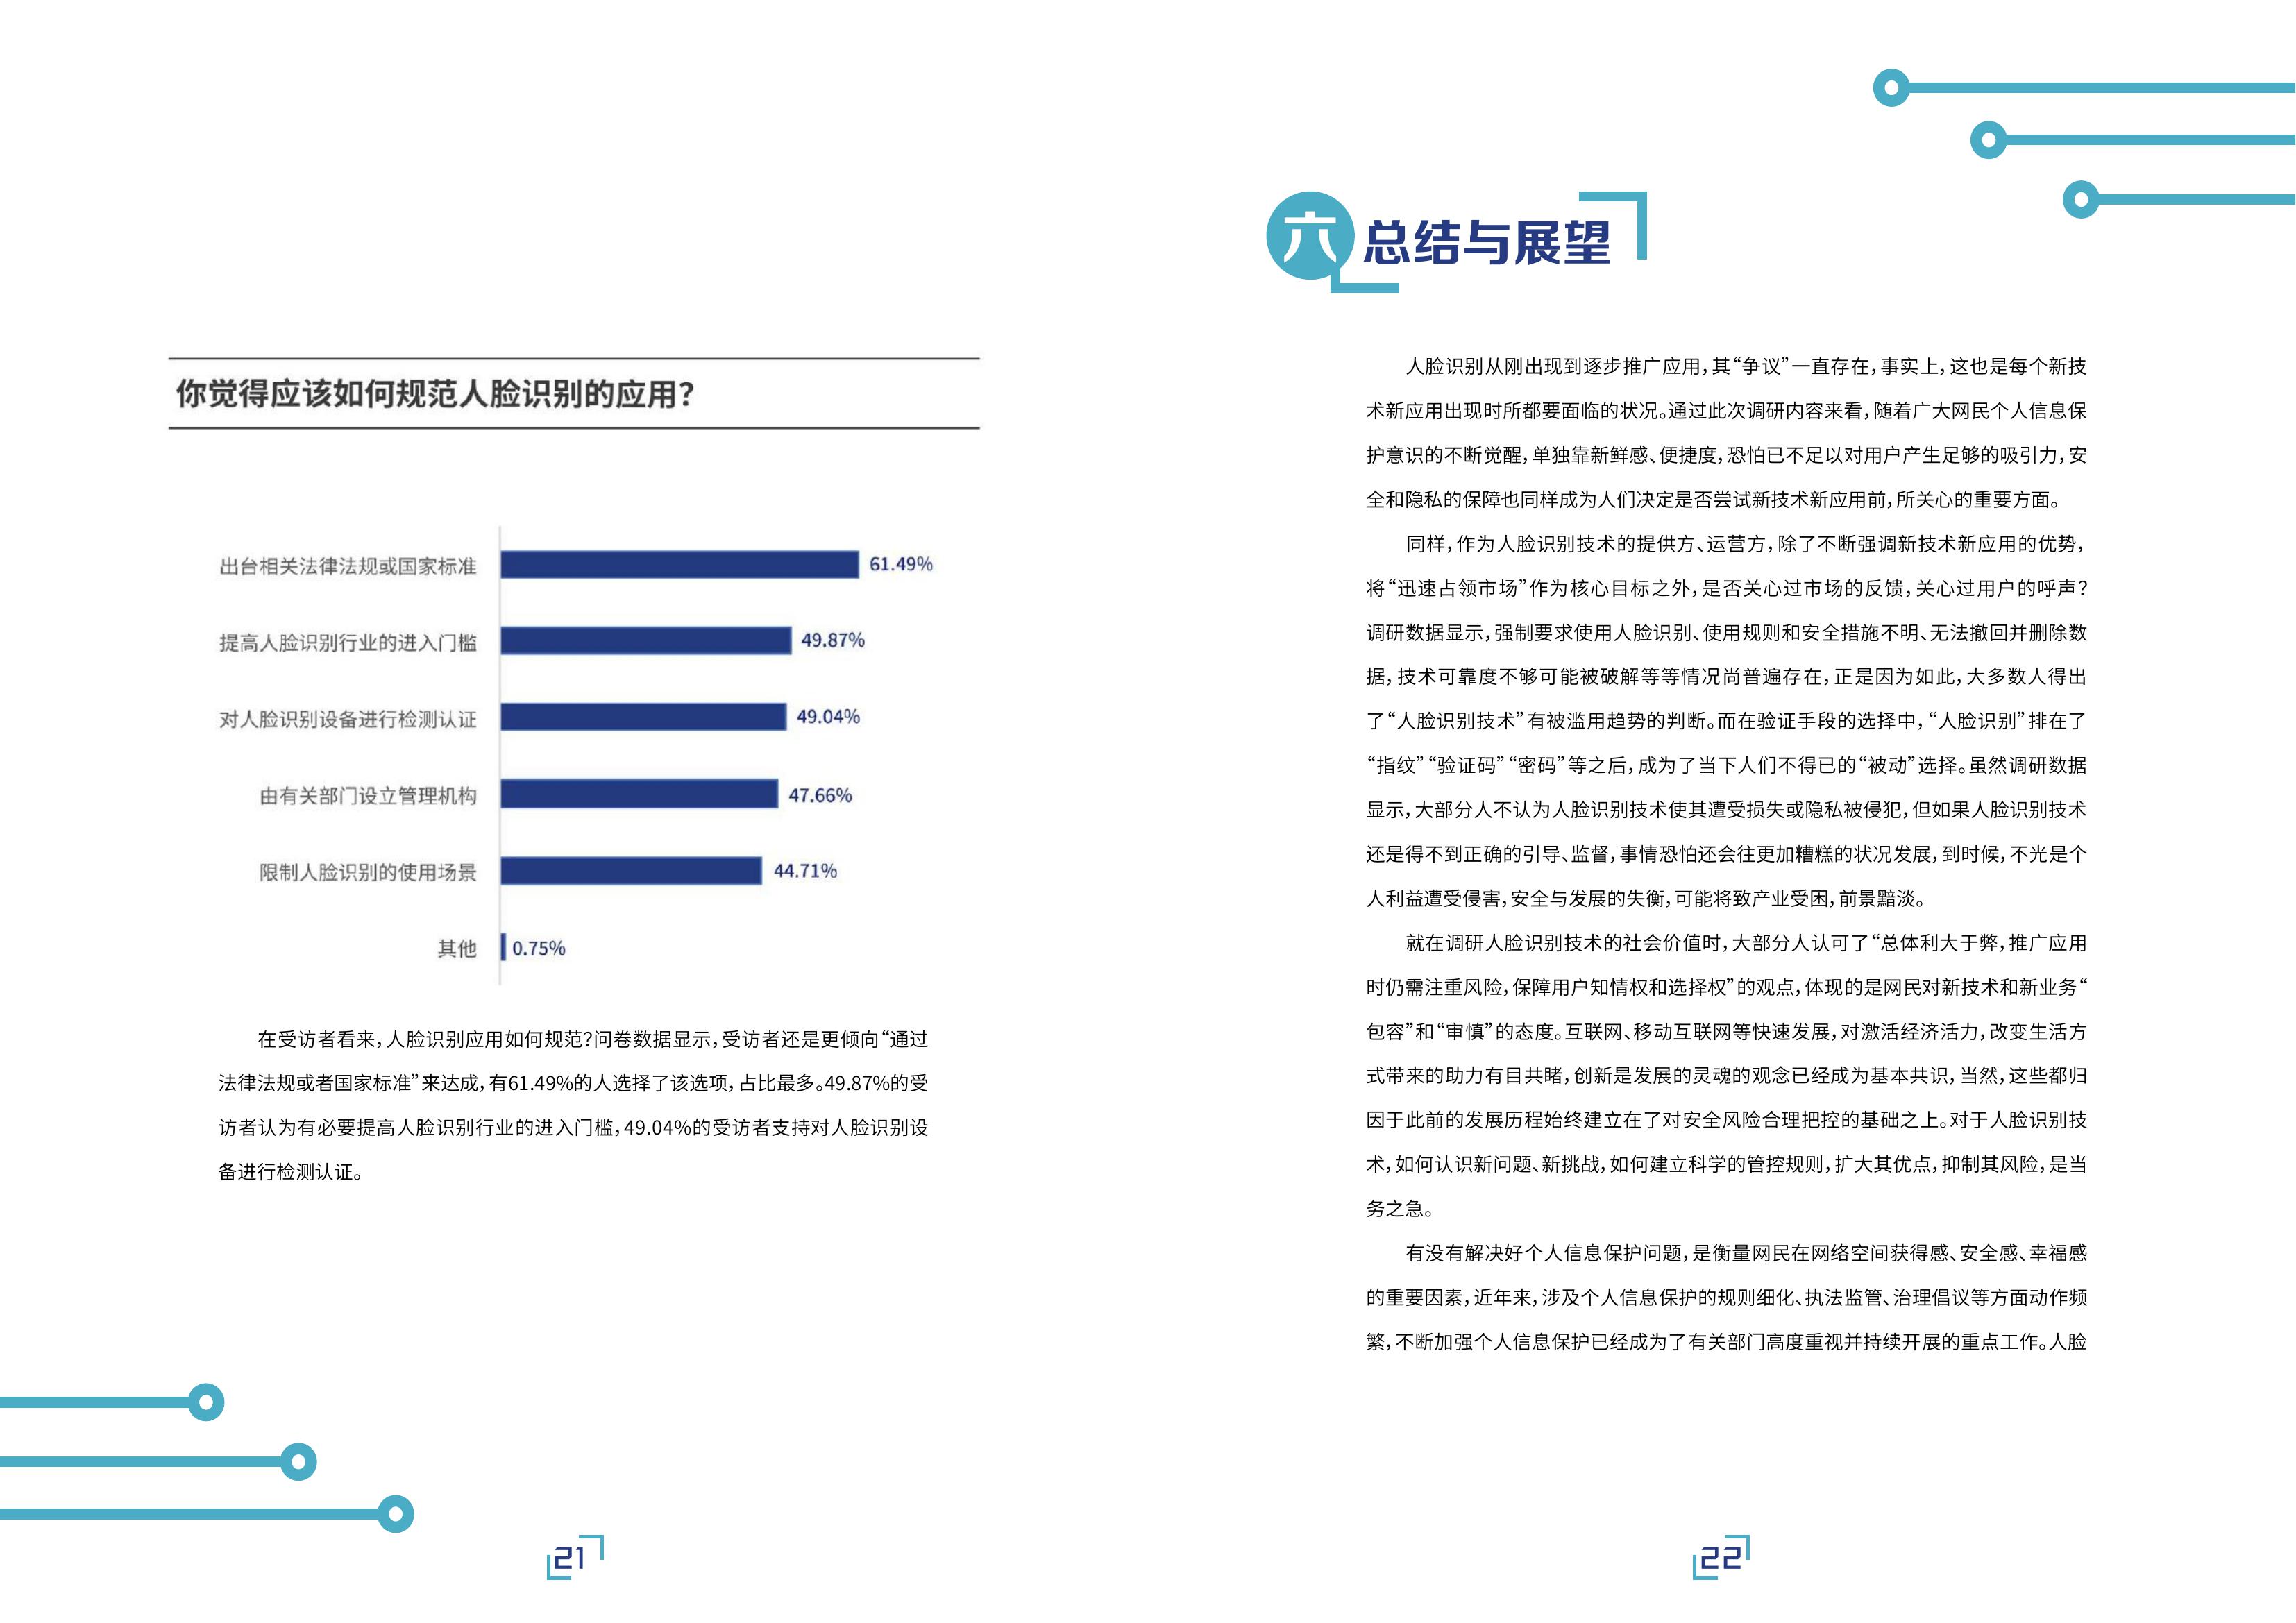 你觉得应该如何规范人脸识别的应用？
出台相关法律法规或国家标准 61.49%
提高人脸识别行业的进入门槛 49.87%
对人脸识别设备进行检测认证 49.04%
由有关部门设立管理机构 47.66%
限制人脸识别的使用场景 44.71%
其他 0.75%
在受访者看来，人脸识别应用如何规范？问卷数据显示，受访者还是更倾向“通过
法律法规或者国家标准”来达成，有61.49%的人选择了该选项，占比最多。49.87%的受
访者认为有必要提高人脸识别行业的进入门槛，49.04%的受访者支持对人脸识别设
备进行检测认证。
21
六 总结与展望
人脸识别从刚出现到逐步推广应用，其“争议”一直存在，事实上，这也是每个新技
术新应用出现时所都要面临的状况。通过此次调研内容来看，随着广大网民个人信息保
护意识的不断觉醒，单独靠新鲜感、便捷度，恐怕已不足以对用户产生足够的吸引力，安
全和隐私的保障也同样成为人们决定是否尝试新技术新应用前，所关心的重要方面。
同样，作为人脸识别技术的提供方、运营方，除了不断强调新技术新应用的优势，
将“迅速占领市场”作为核心目标之外，是否关心过市场的反馈，关心过用户的呼声？
调研数据显示，强制要求使用人脸识别、使用规则和安全措施不明、无法撤回并删除数
据，技术可靠度不够可能被破解等等情况尚普遍存在，正是因为如此，大多数人得出
了“人脸识别技术”有被滥用趋势的判断。而在验证手段的选择中，“人脸识别”排在了
“指纹”“验证码”“密码”等之后，成为了当下人们不得已的“被动”选择。虽然调研数据
显示，大部分人不认为人脸识别技术使其遭受损失或隐私被侵犯，但如果人脸识别技术
还是得不到正确的引导、监督，事情恐怕还会往更加糟糕的状况发展，到时候，不光是个
人利益遭受侵害，安全与发展的失衡，可能将致产业受困，前景黯淡。
就在调研人脸识别技术的社会价值时，大部分人认可了“总体利大于弊，推广应用
时仍需注重风险，保障用户知情权和选择权”的观点，体现的是网民对新技术和新业务“
包容”和“审慎”的态度。互联网、移动互联网等快速发展，对激活经济活力，改变生活方
式带来的助力有目共睹，创新是发展的灵魂的观念已经成为基本共识，当然，这些都归
因于此前的发展历程始终建立在了对安全风险合理把控的基础之上。对于人脸识别技
术，如何认识新问题、新挑战，如何建立科学的管控规则，扩大其优点，抑制其风险，是当
务之急。
有没有解决好个人信息保护问题，是衡量网民在网络空间获得感、安全感、幸福感
的重要因素，近年来，涉及个人信息保护的规则细化、执法监管、治理倡议等方面动作频
繁，不断加强个人信息保护已经成为了有关部门高度重视并持续开展的重点工作。人脸
22